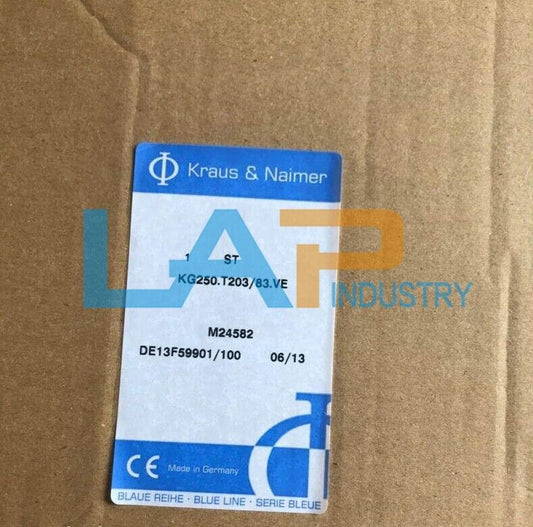 Kraus & Naimer
1 ST
KG250.T203/83.VE
LAP
INDUSTRY
M24582
DE13F59901/100 06/13
CE Made in Germany
BLAUE REIHE · BLUE LINE · SERIE BLEUE